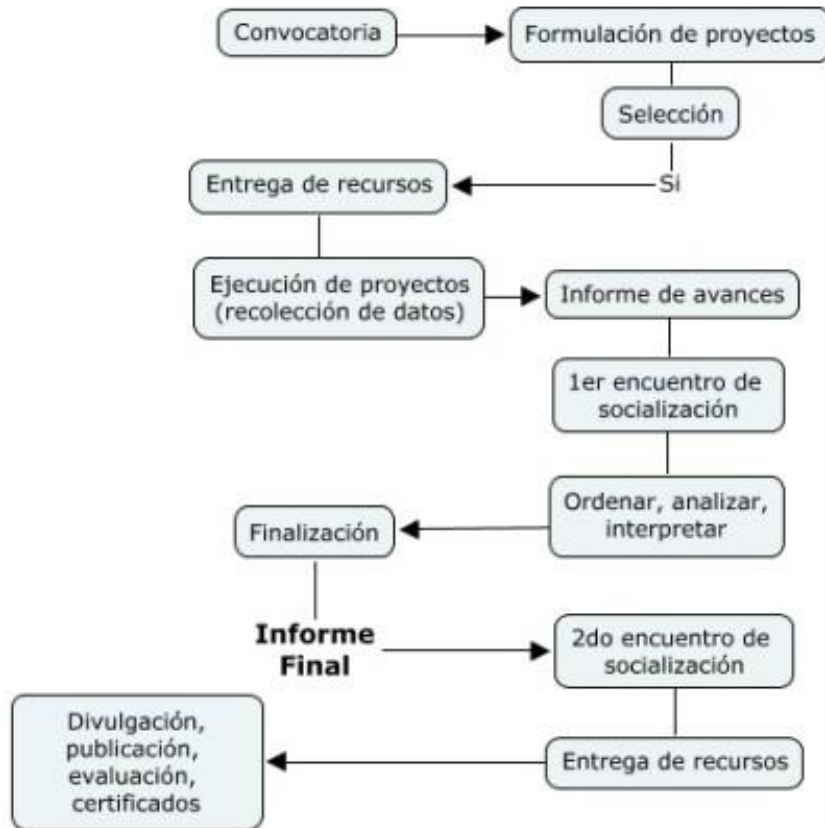 Convocatoria
Formulación de proyectos
Selección
Si
Entrega de recursos
Ejecución de proyectos
(recolección de datos)
Informe de avances
1er encuentro de
socialización
Ordenar, analizar,
interpretar
Finalización
Informe
Final
2do encuentro de
socialización
Entrega de recursos
Divulgación,
publicación,
evaluación,
certificados